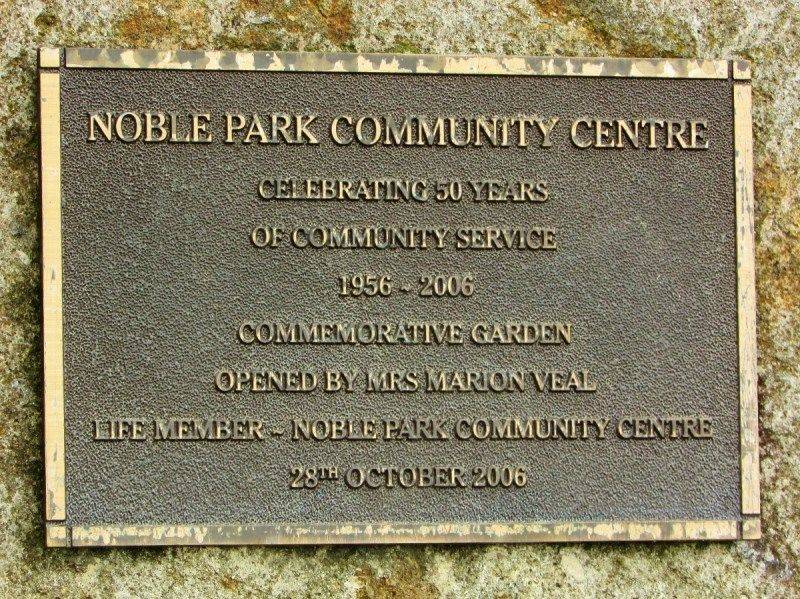 NOBLE PARK COMMUNITY CENTRE
CELEBRATING 50 YEARS
OF COMMUNITY SERVICE
1956 ~ 2006
COMMEMORATIVE GARDEN
OPENED BY MRS MARION VEAL
LIFE MEMBER ~ NOBLE PARK COMMUNITY CENTRE
28TH OCTOBER 2006